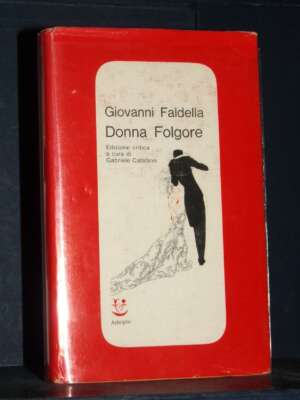 Giovanni Faldella
Donna Folgore
Edizione critica
a cura di
Gabriele Catalano
Adelphi